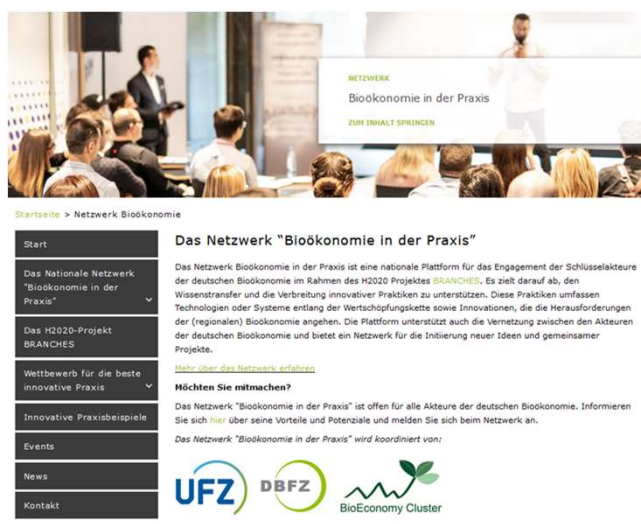 NETZWERK
Bioökonomie in der Praxis
ZUM INHALT SPRINGEN
Startseite > Netzwerk Bioökonomie
Start
Das Nationale Netzwerk
"Bioökonomie in der
Praxis"
Das H2020-Projekt
BRANCHES
Wettbewerb für die beste
innovative Praxis
Innovative Praxisbeispiele
Events
News
Kontakt
Das Netzwerk "Bioökonomie in der Praxis"
Das Netzwerk Bioökonomie in der Praxis ist eine nationale Plattform für das Engagement der Schlüsselakteure
der deutschen Bioökonomie im Rahmen des H2020 Projektes BRANCHES. Es zielt darauf ab, den
Wissenstransfer und die Verbreitung innovativer Praktiken zu unterstützen. Diese Praktiken umfassen
Technologien oder Systeme entlang der Wertschöpfungskette sowie Innovationen, die die Herausforderungen
der (regionalen) Bioökonomie angehen. Die Plattform unterstützt auch die Vernetzung zwischen den Akteuren
der deutschen Bioökonomie und bietet ein Netzwerk für die Initiierung neuer Ideen und gemeinsamer
Projekte.
Mehr über das Netzwerk erfahren
Möchten Sie mitmachen?
Das Netzwerk "Bioökonomie in der Praxis" ist offen für alle Akteure der deutschen Bioökonomie. Informieren
Sie sich hier über seine Vorteile und Potenziale und melden Sie sich beim Netzwerk an.
Das Netzwerk "Bioökonomie in der Praxis" wird koordiniert von:
UFZ
DBFZ
BioEconomy Cluster